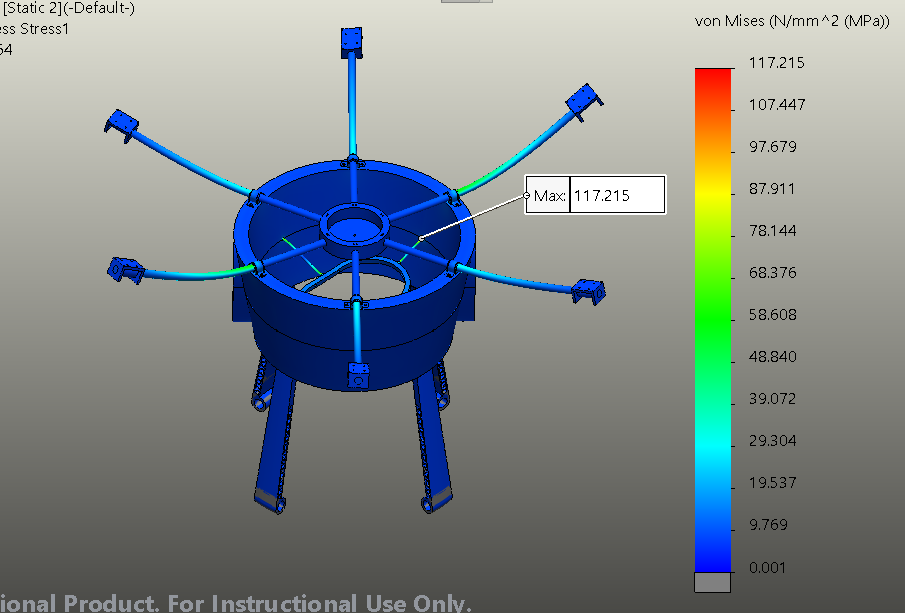 [Static 2](-Default-)
ess Stress1
64
von Mises (N/mm^2 (MPa))
117.215
107.447
97.679
87.911
78.144
68.376
58.608
48.840
39.072
29.304
19.537
9.769
0.001
Max: 117.215
ional Product. For Instructional Use Only.